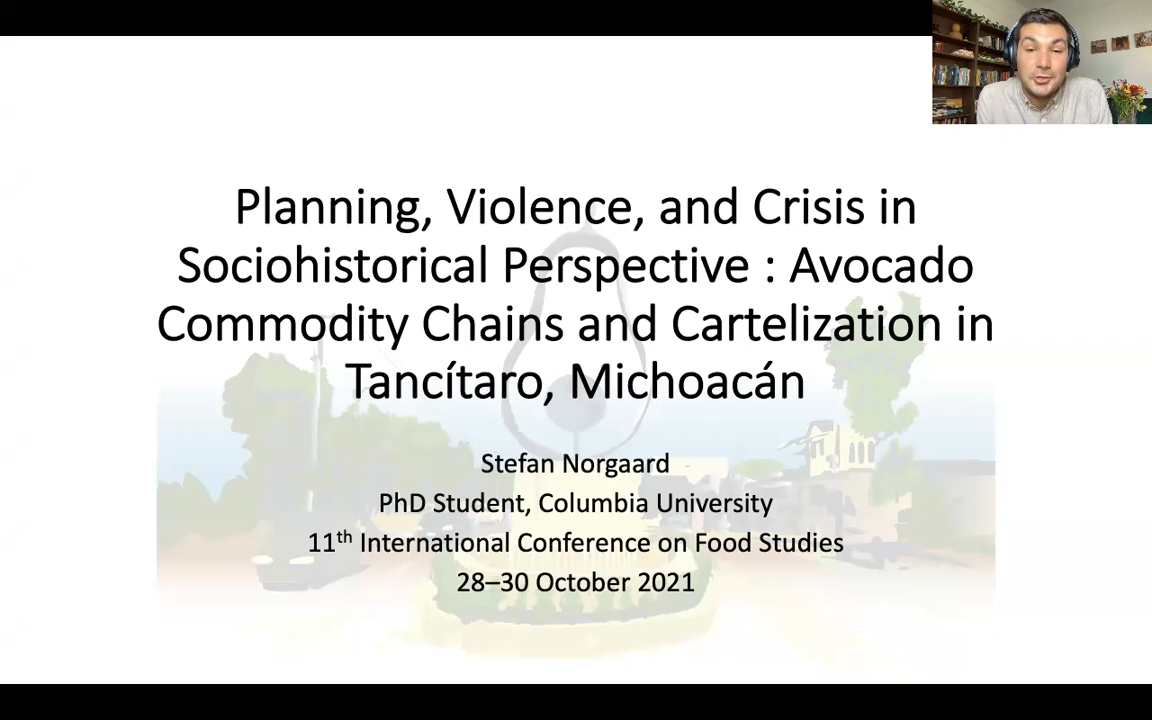 Planning, Violence, and Crisis in
Sociohistorical Perspective : Avocado
Commodity Chains and Cartelization in
Tancítaro, Michoacán
Stefan Norgaard
PhD Student, Columbia University
11th International Conference on Food Studies
28–30 October 2021